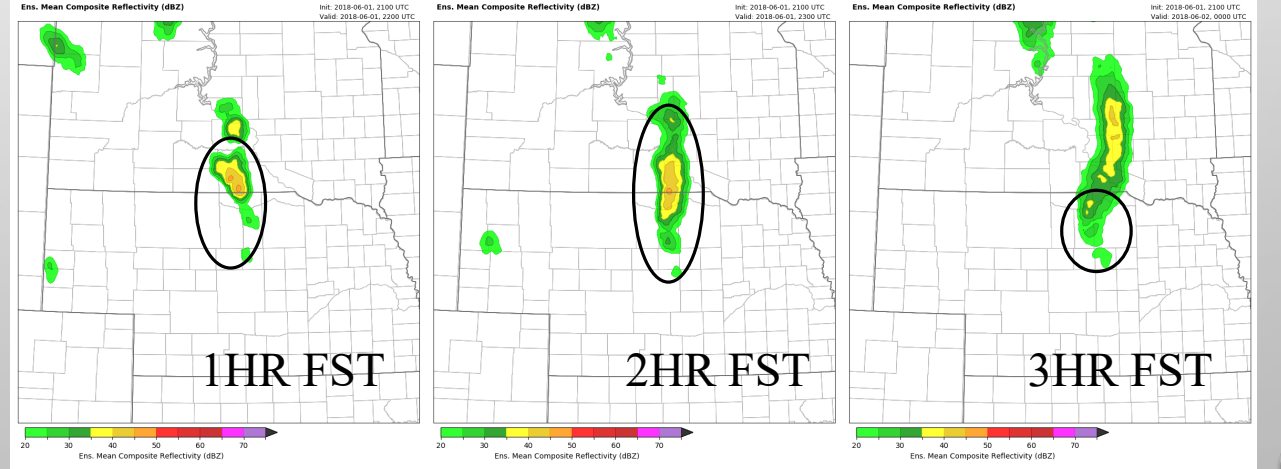 Ens. Mean Composite Reflectivity (dBZ)
Init: 2018-06-01, 2100 UTC
Valid: 2018-06-01, 2200 UTC
1HR FST
20 30 40 50 60 70
Ens. Mean Composite Reflectivity (dBZ)
Ens. Mean Composite Reflectivity (dBZ)
Init: 2018-06-01, 2100 UTC
Valid: 2018-06-01, 2300 UTC
2HR FST
20 30 40 50 60 70
Ens. Mean Composite Reflectivity (dBZ)
Ens. Mean Composite Reflectivity (dBZ)
Init: 2018-06-01, 2100 UTC
Valid: 2018-06-02, 0000 UTC
3HR FST
20 30 40 50 60 70
Ens. Mean Composite Reflectivity (dBZ)